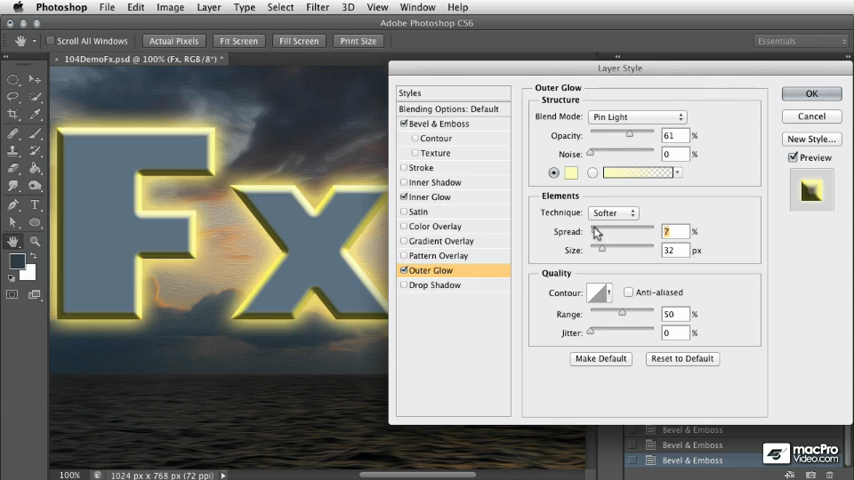 Photoshop File Edit Image Layer Type Select Filter 3D View Window Help
Adobe Photoshop CS6
Scroll All Windows Actual Pixels Fit Screen Fill Screen Print Size Essentials
× 104DemoFx.psd @ 100% (Fx, RGB/8*) *
Fx
Layer Style
Styles
Blending Options: Default
Bevel & Emboss
Contour
Texture
Stroke
Inner Shadow
Inner Glow
Satin
Color Overlay
Gradient Overlay
Pattern Overlay
Outer Glow
Drop Shadow
Outer Glow
Structure
Blend Mode: Pin Light
Opacity: 61 %
Noise: 0 %
Elements
Technique: Softer
Spread: 7 %
Size: 32 px
Quality
Contour: Anti-aliased
Range: 50 %
Jitter: 0 %
Make Default Reset to Default
OK
Cancel
New Style...
Preview
Bevel & Emboss
Bevel & Emboss
Bevel & Emboss
macPro
Video.com
100% 1024 px x 768 px (72 ppi)